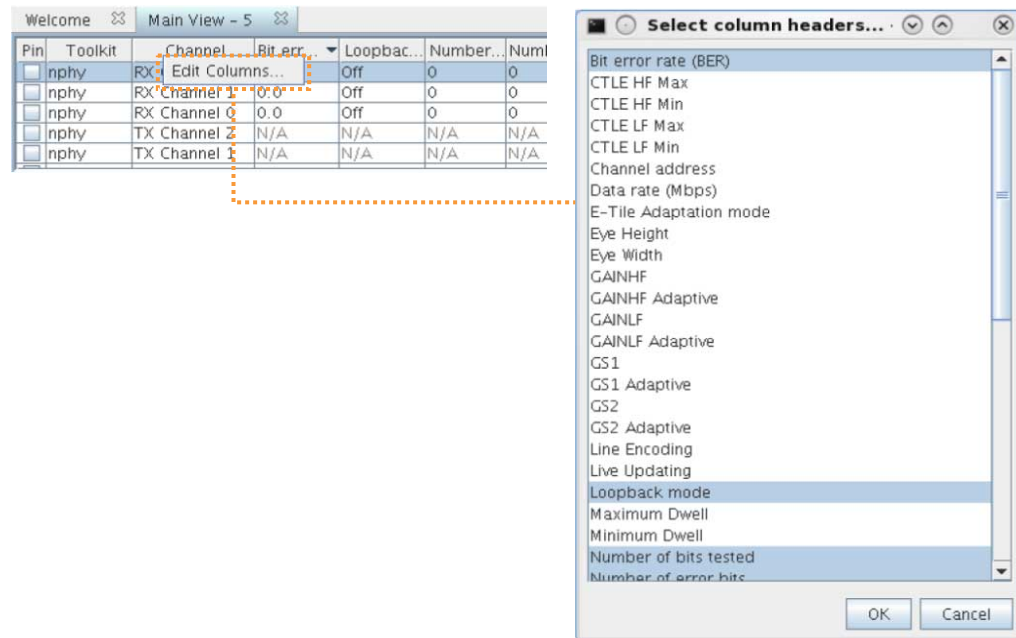 Welcome
Main View – 5
Pin Toolkit Channel Bit err... Loopbac... Number... Num
nphy RX Edit Columns... Off 0 0
nphy RX Channel 1 0.0 Off 0 0
nphy RX Channel 0 0.0 Off 0 0
nphy TX Channel 2 N/A N/A N/A N/A
nphy TX Channel 1 N/A N/A N/A N/A
Select column headers...
Bit error rate (BER)
CTLE HF Max
CTLE HF Min
CTLE LF Max
CTLE LF Min
Channel address
Data rate (Mbps)
E-Tile Adaptation mode
Eye Height
Eye Width
GAINHF
GAINHF Adaptive
GAINLF
GAINLF Adaptive
GS1
GS1 Adaptive
GS2
GS2 Adaptive
Line Encoding
Live Updating
Loopback mode
Maximum Dwell
Minimum Dwell
Number of bits tested
Number of error bits
OK
Cancel